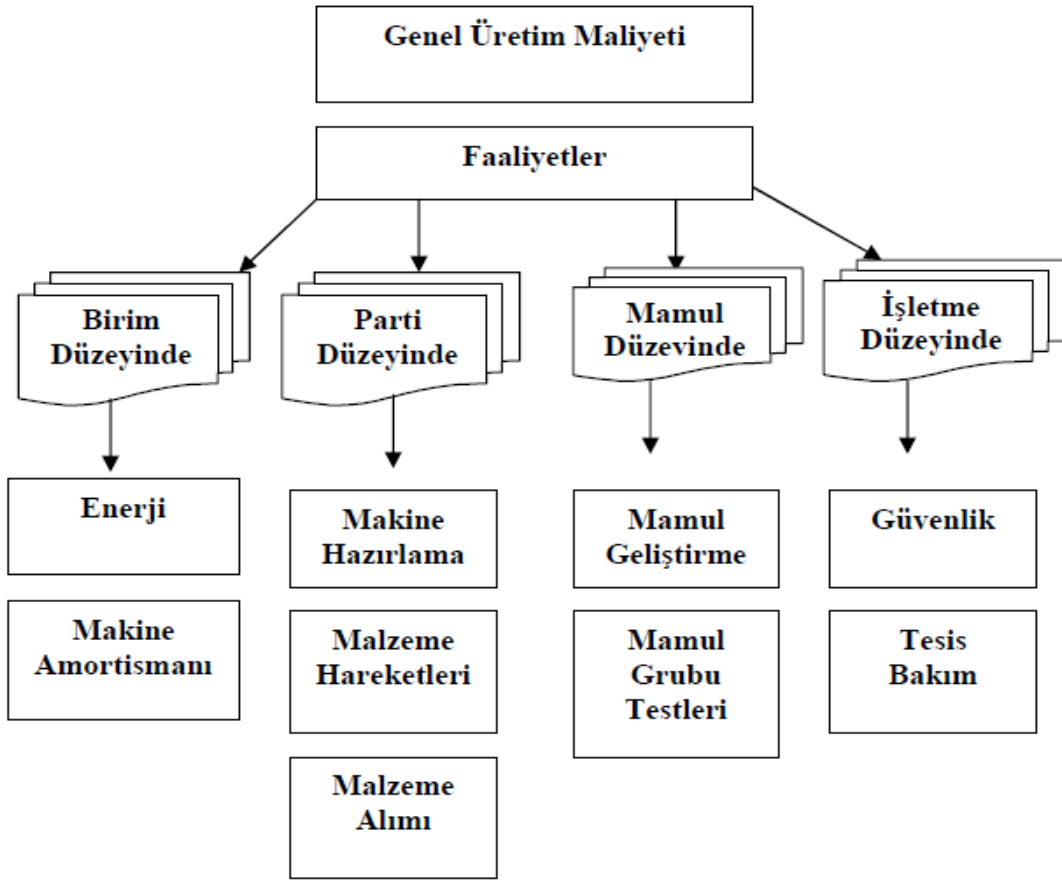 Genel Üretim Maliyeti
Faaliyetler
Birim
Düzeyinde
Parti
Düzeyinde
Mamul
Düzevinde
İşletme
Düzeyinde
Enerji
Makine
Hazırlama
Mamul
Geliştirme
Güvenlik
Makine
Amortismanı
Malzeme
Hareketleri
Mamul
Grubu
Testleri
Tesis
Bakım
Malzeme
Alımı